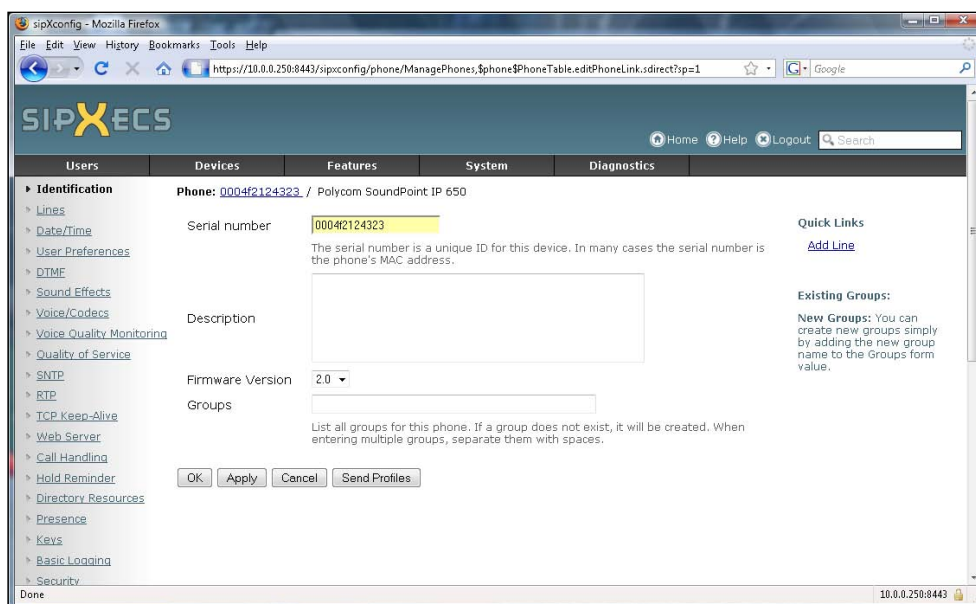 sipXconfig - Mozilla Firefox
File Edit View History Bookmarks Tools Help
https://10.0.0.250:8443/sipxconfig/phone/ManagePhones,$phone$PhoneTable.editPhoneLink.sdirect?sp=1
G Google
SIPXECS
Home Help Logout Search
Users Devices Features System Diagnostics
Identification
Lines
Date/Time
User Preferences
DTMF
Sound Effects
Voice/Codecs
Voice Quality Monitoring
Quality of Service
SNTP
RTP
TCP Keep-Alive
Web Server
Call Handling
Hold Reminder
Directory Resources
Presence
Keys
Basic Logging
Security
Phone: 0004f2124323 / Polycom SoundPoint IP 650
Serial number 0004f2124323
The serial number is a unique ID for this device. In many cases the serial number is
the phone's MAC address.
Description
Firmware Version 2.0
Groups
List all groups for this phone. If a group does not exist, it will be created. When
entering multiple groups, separate them with spaces.
OK Apply Cancel Send Profiles
Quick Links
Add Line
Existing Groups:
New Groups: You can
create new groups simply
by adding the new group
name to the Groups form
value.
Done 10.0.0.250:8443